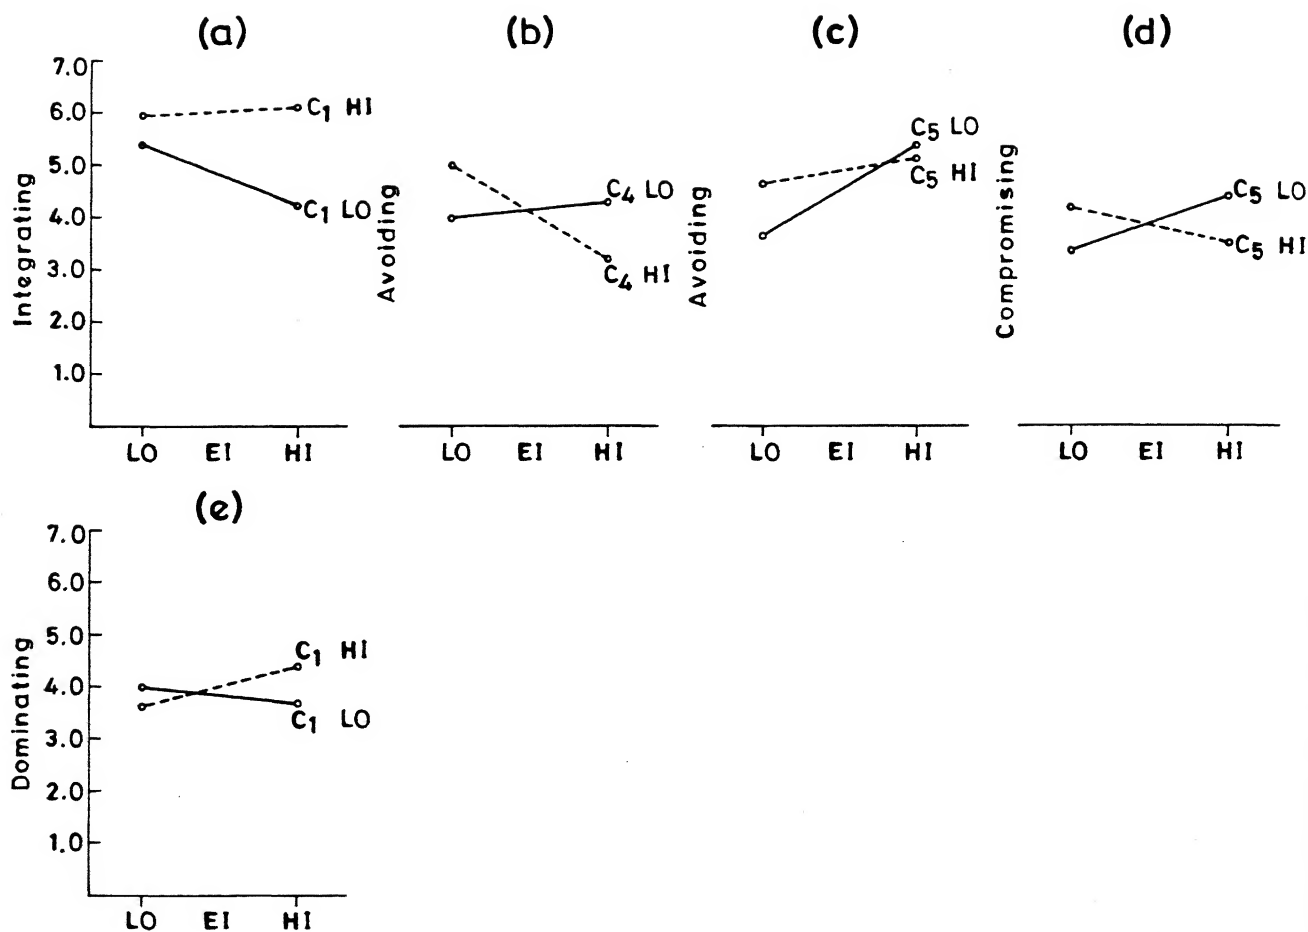 (a) (b) (c) (d)
7.0
6.0
5.0
4.0
3.0
2.0
1.0
Integrating
C1 HI
C1 LO
LO EI HI
Avoiding
C4 LO
C4 HI
LO EI HI
Avoiding
C5 LO
C5 HI
LO EI HI
Compromising
C5 LO
C5 HI
LO EI HI
(e)
7.0
6.0
5.0
4.0
3.0
2.0
1.0
Dominating
C1 HI
C1 LO
LO EI HI